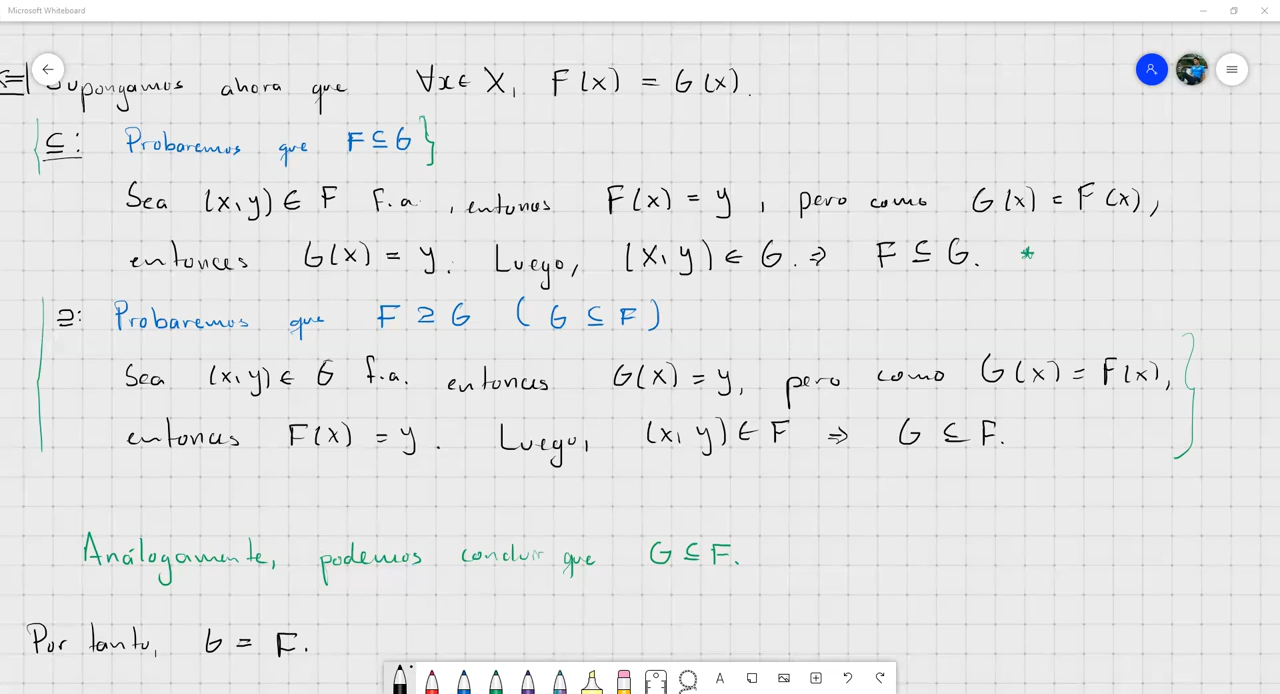 Microsoft Whiteboard
⇐| Supongamos ahora que ∀x∈ X, F(x) = G(x).
⊆: Probaremos que F⊆G
Sea (x,y)∈ F f.a. , entonces F(x) = y , pero como G(x) = F(x),
entonces G(x) = y. Luego, (x,y)∈ G. ⇒ F ⊆ G. *
⊇: Probaremos que F ⊇ G ( G ⊆ F )
Sea (x,y)∈ G f.a. entonces G(x) = y, pero como G(x) = F(x),
entonces F(x) = y . Luego, (x,y)∈ F ⇒ G ⊆ F.
Análogamente, podemos concluir que G ⊆ F.
Por tanto, G = F.
A